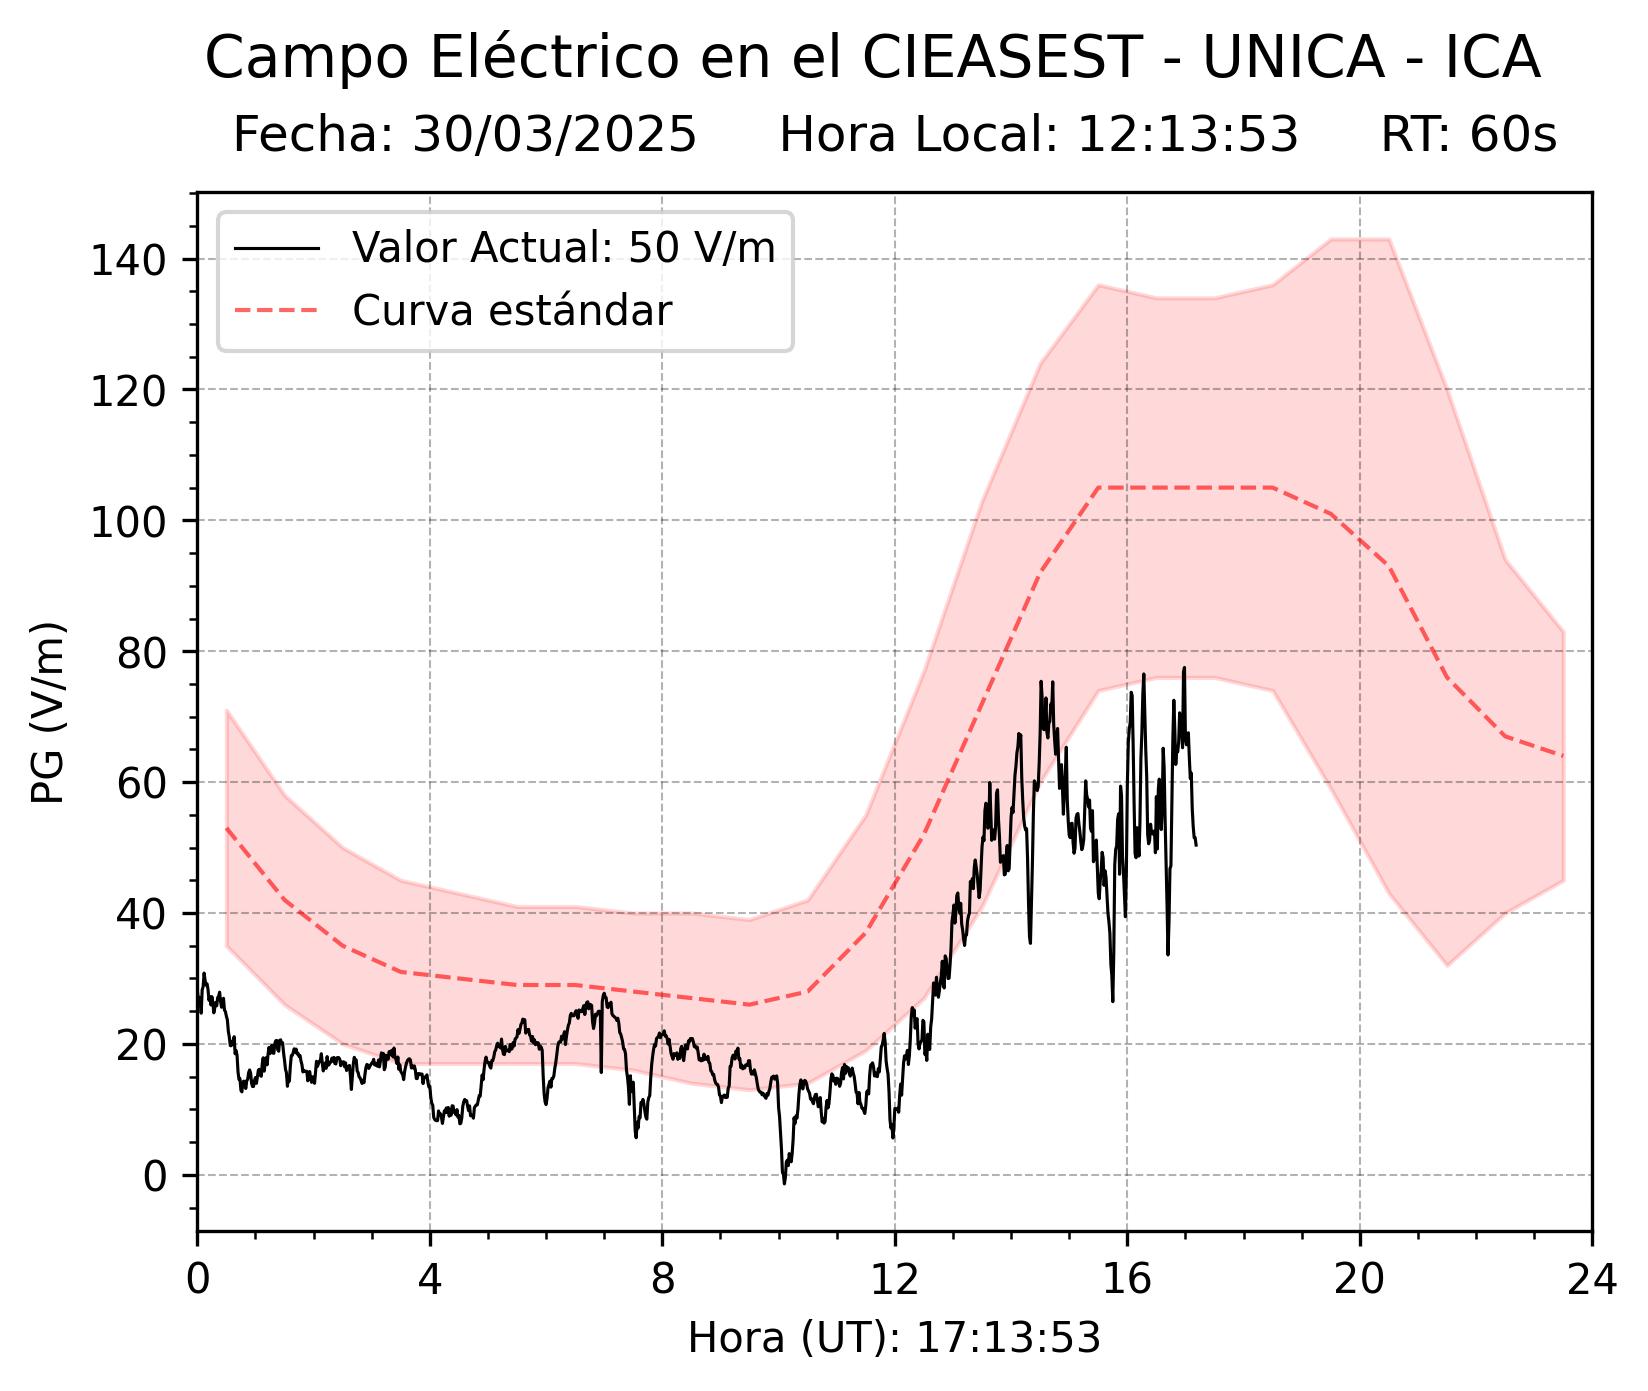 Campo Eléctrico en el CIEASEST - UNICA - ICA
Fecha: 30/03/2025 Hora Local: 12:13:53 RT: 60s
Valor Actual: 50 V/m
Curva estándar
PG (V/m)
140
120
100
80
60
40
20
0
0 4 8 12 16 20 24
Hora (UT): 17:13:53